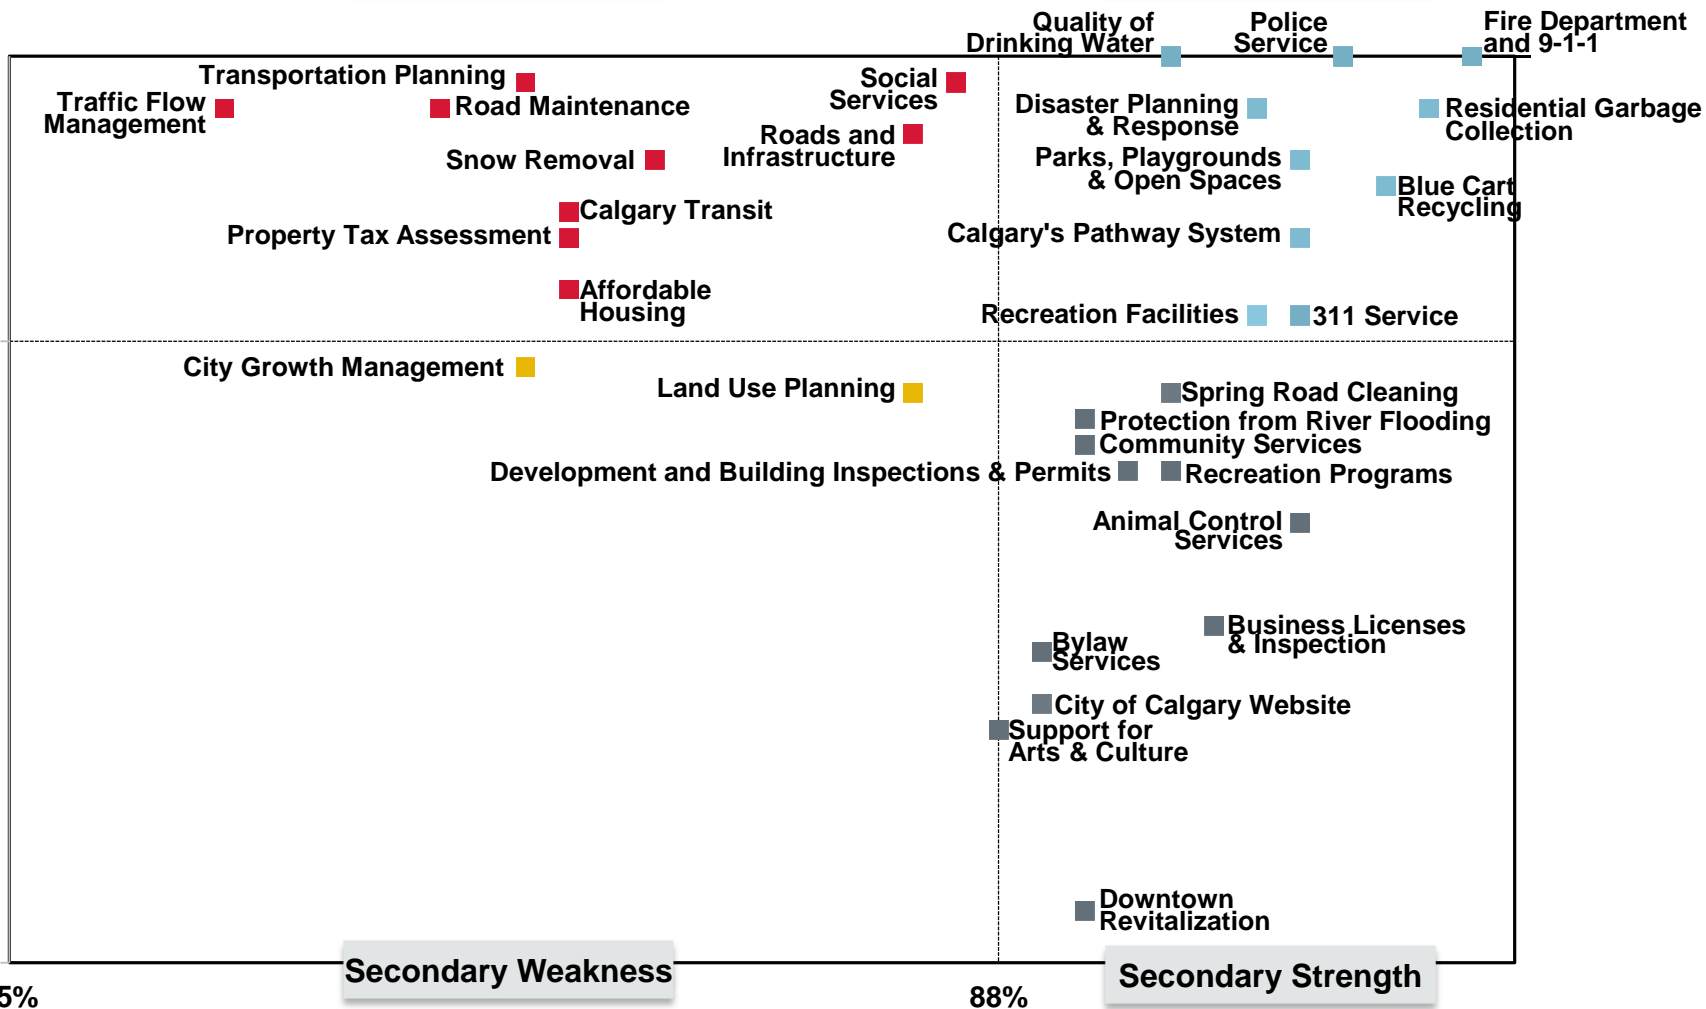 Quality of
Drinking Water
Police
Service
Fire Department
and 9-1-1
Transportation Planning
Social
Services
Traffic Flow
Management
Road Maintenance
Disaster Planning
& Response
Residential Garbage
Collection
Roads and
Infrastructure
Snow Removal
Parks, Playgrounds
& Open Spaces
Blue Cart
Recycling
Calgary Transit
Property Tax Assessment
Calgary's Pathway System
Affordable
Housing
Recreation Facilities
311 Service
City Growth Management
Land Use Planning
Spring Road Cleaning
Protection from River Flooding
Community Services
Development and Building Inspections & Permits
Recreation Programs
Animal Control
Services
Business Licenses
& Inspection
Bylaw
Services
City of Calgary Website
Support for
Arts & Culture
Downtown
Revitalization
Secondary Weakness
Secondary Strength
5%
88%